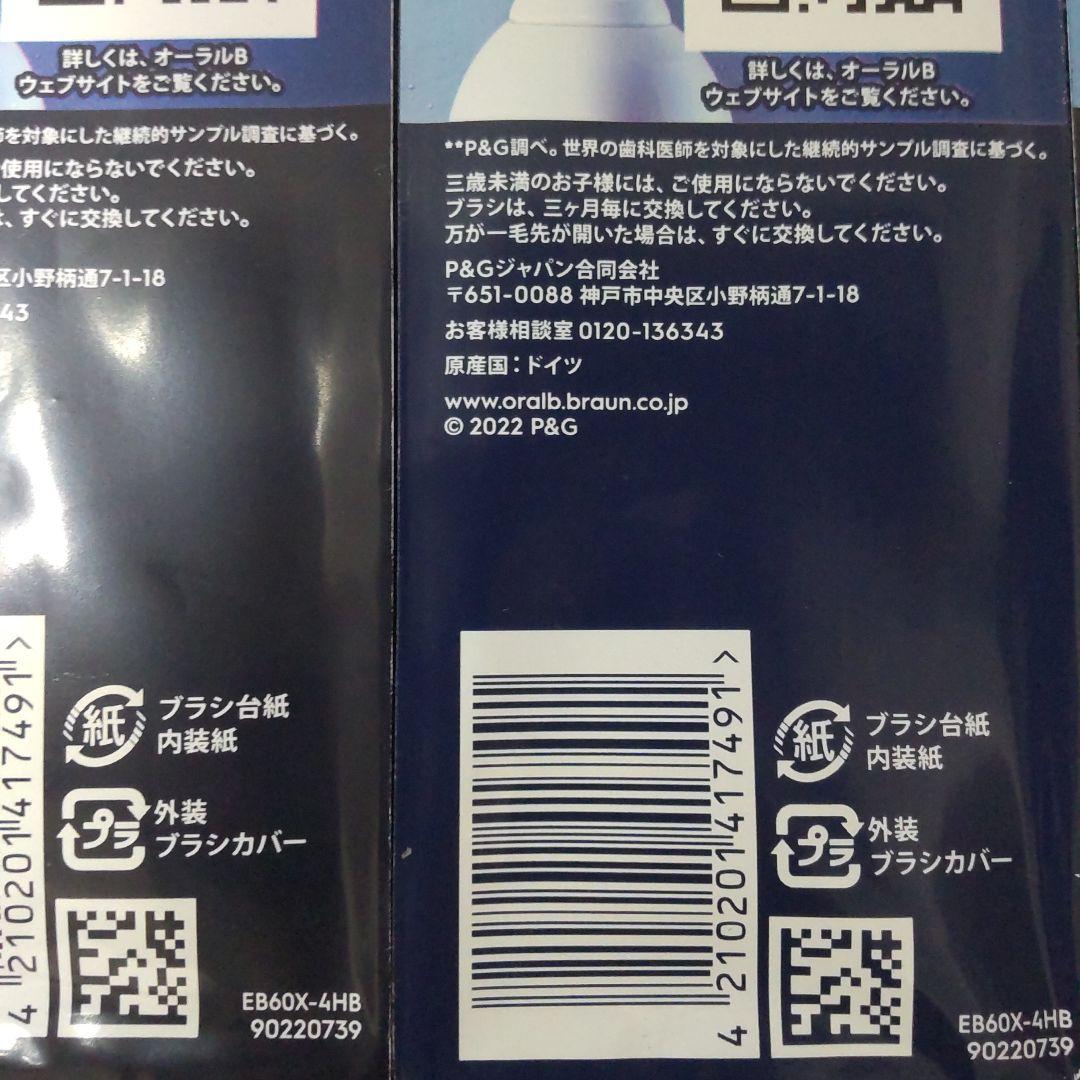 詳しくは、オーラルB
ウェブサイトをご覧ください。
師を対象にした継続的サンプル調査に基づく。
使用にならないでください。
してください。
は、すぐに交換してください。
区小野柄通7-1-18
43
4 210201 417491 >
紙
ブラシ台紙
内装紙
プラ
外装
ブラシカバー
EB60X-4HB
90220739
詳しくは、オーラルB
ウェブサイトをご覧ください。
**P&G調べ。世界の歯科医師を対象にした継続的サンプル調査に基づく。
三歳未満のお子様には、ご使用にならないでください。
ブラシは、三ヶ月毎に交換してください。
万が一毛先が開いた場合は、すぐに交換してください。
P&Gジャパン合同会社
〒651-0088 神戸市中央区小野柄通7-1-18
お客様相談室 0120-136343
原産国：ドイツ
www.oralb.braun.co.jp
© 2022 P&G
4 210201 417491 >
紙
ブラシ台紙
内装紙
プラ
外装
ブラシカバー
EB60X-4HB
90220739